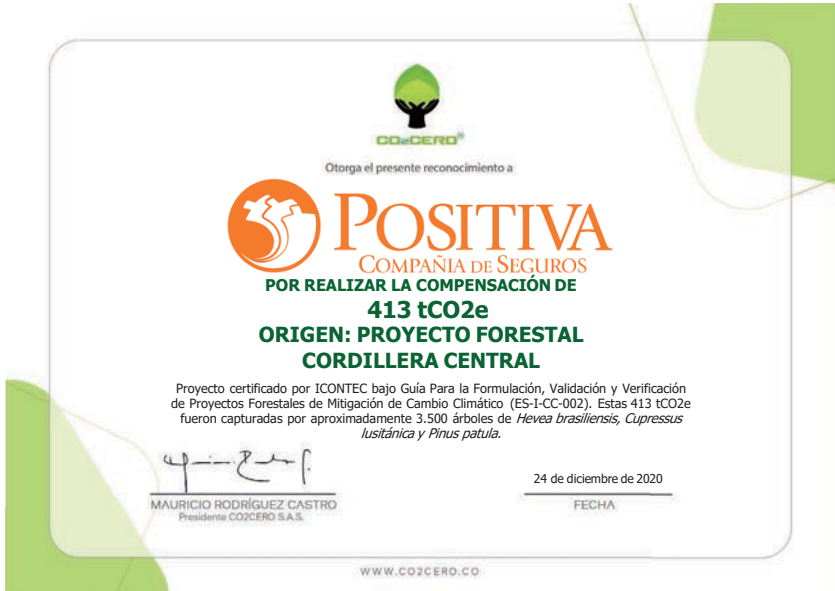 CO2CERO®
Otorga el presente reconocimiento a
POSITIVA
COMPAÑIA DE SEGUROS
POR REALIZAR LA COMPENSACIÓN DE
413 tCO2e
ORIGEN: PROYECTO FORESTAL
CORDILLERA CENTRAL
Proyecto certificado por ICONTEC bajo Guía Para la Formulación, Validación y Verificación
de Proyectos Forestales de Mitigación de Cambio Climático (ES-I-CC-002). Estas 413 tCO2e
fueron capturadas por aproximadamente 3.500 árboles de Hevea brasiliensis, Cupressus
lusitánica y Pinus patula.
24 de diciembre de 2020
MAURICIO RODRÍGUEZ CASTRO
Presidente CO2CERO S.A.S.
FECHA
WWW.CO2CERO.CO